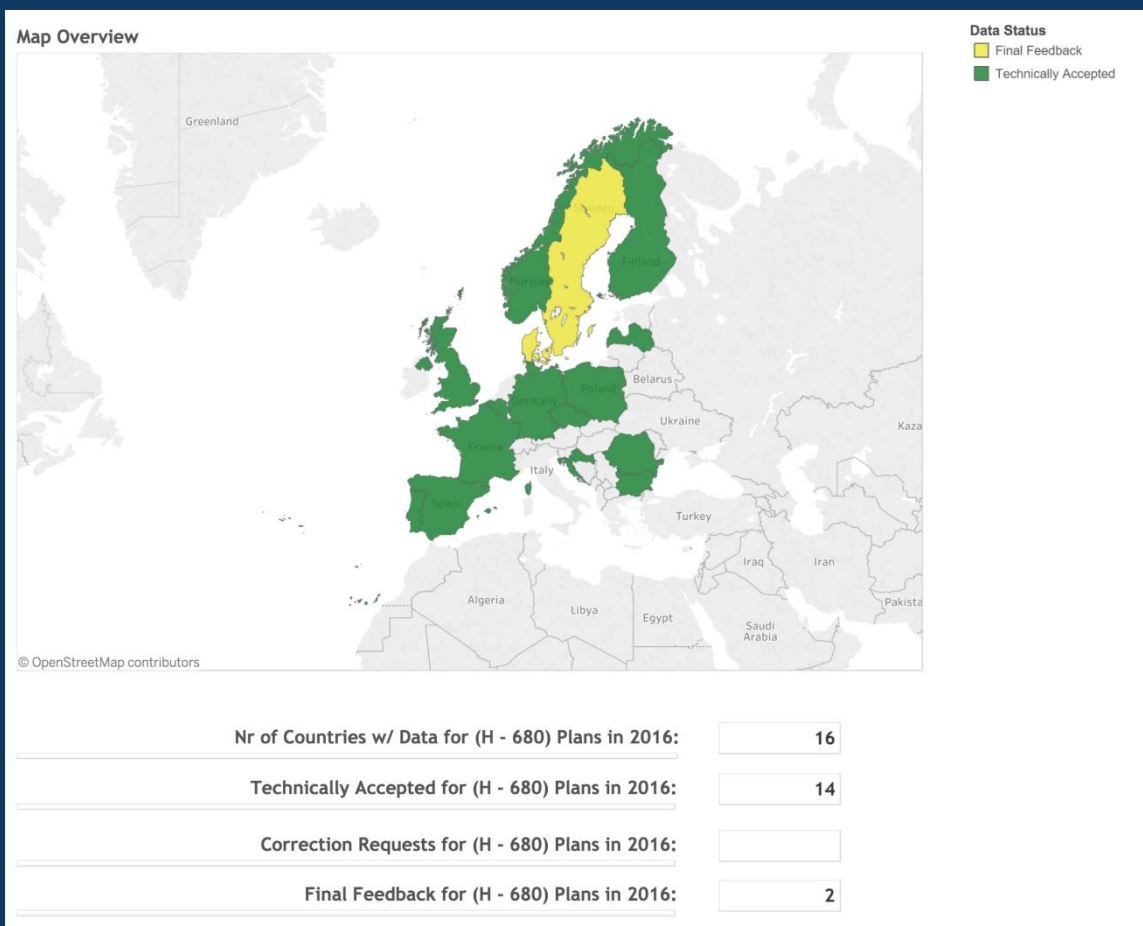 Map Overview
Data Status
Final Feedback
Technically Accepted
Greenland
Sweden
Finland
Norway
Belarus
Poland
Germany
Ukraine
Kaza
France
Italy
Spain
Turkey
Iraq
Iran
Algeria
Libya
Egypt
Pakista
Saudi
Arabia
© OpenStreetMap contributors
Nr of Countries w/ Data for (H - 680) Plans in 2016: 16
Technically Accepted for (H - 680) Plans in 2016: 14
Correction Requests for (H - 680) Plans in 2016:
Final Feedback for (H - 680) Plans in 2016: 2